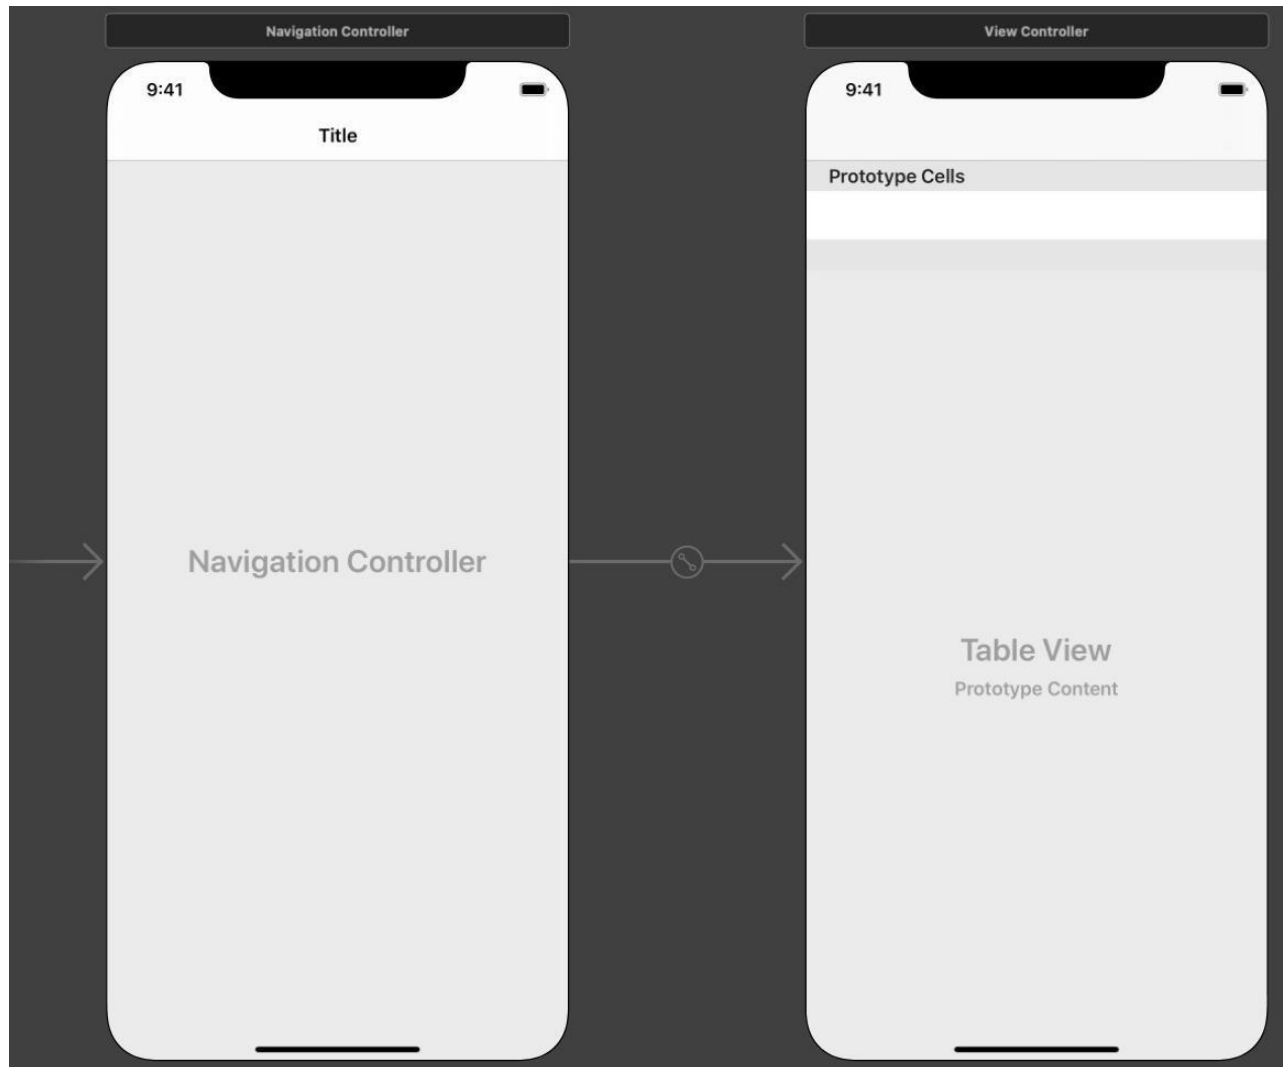 Navigation Controller
9:41
Title
Navigation Controller
View Controller
9:41
Prototype Cells
Table View
Prototype Content